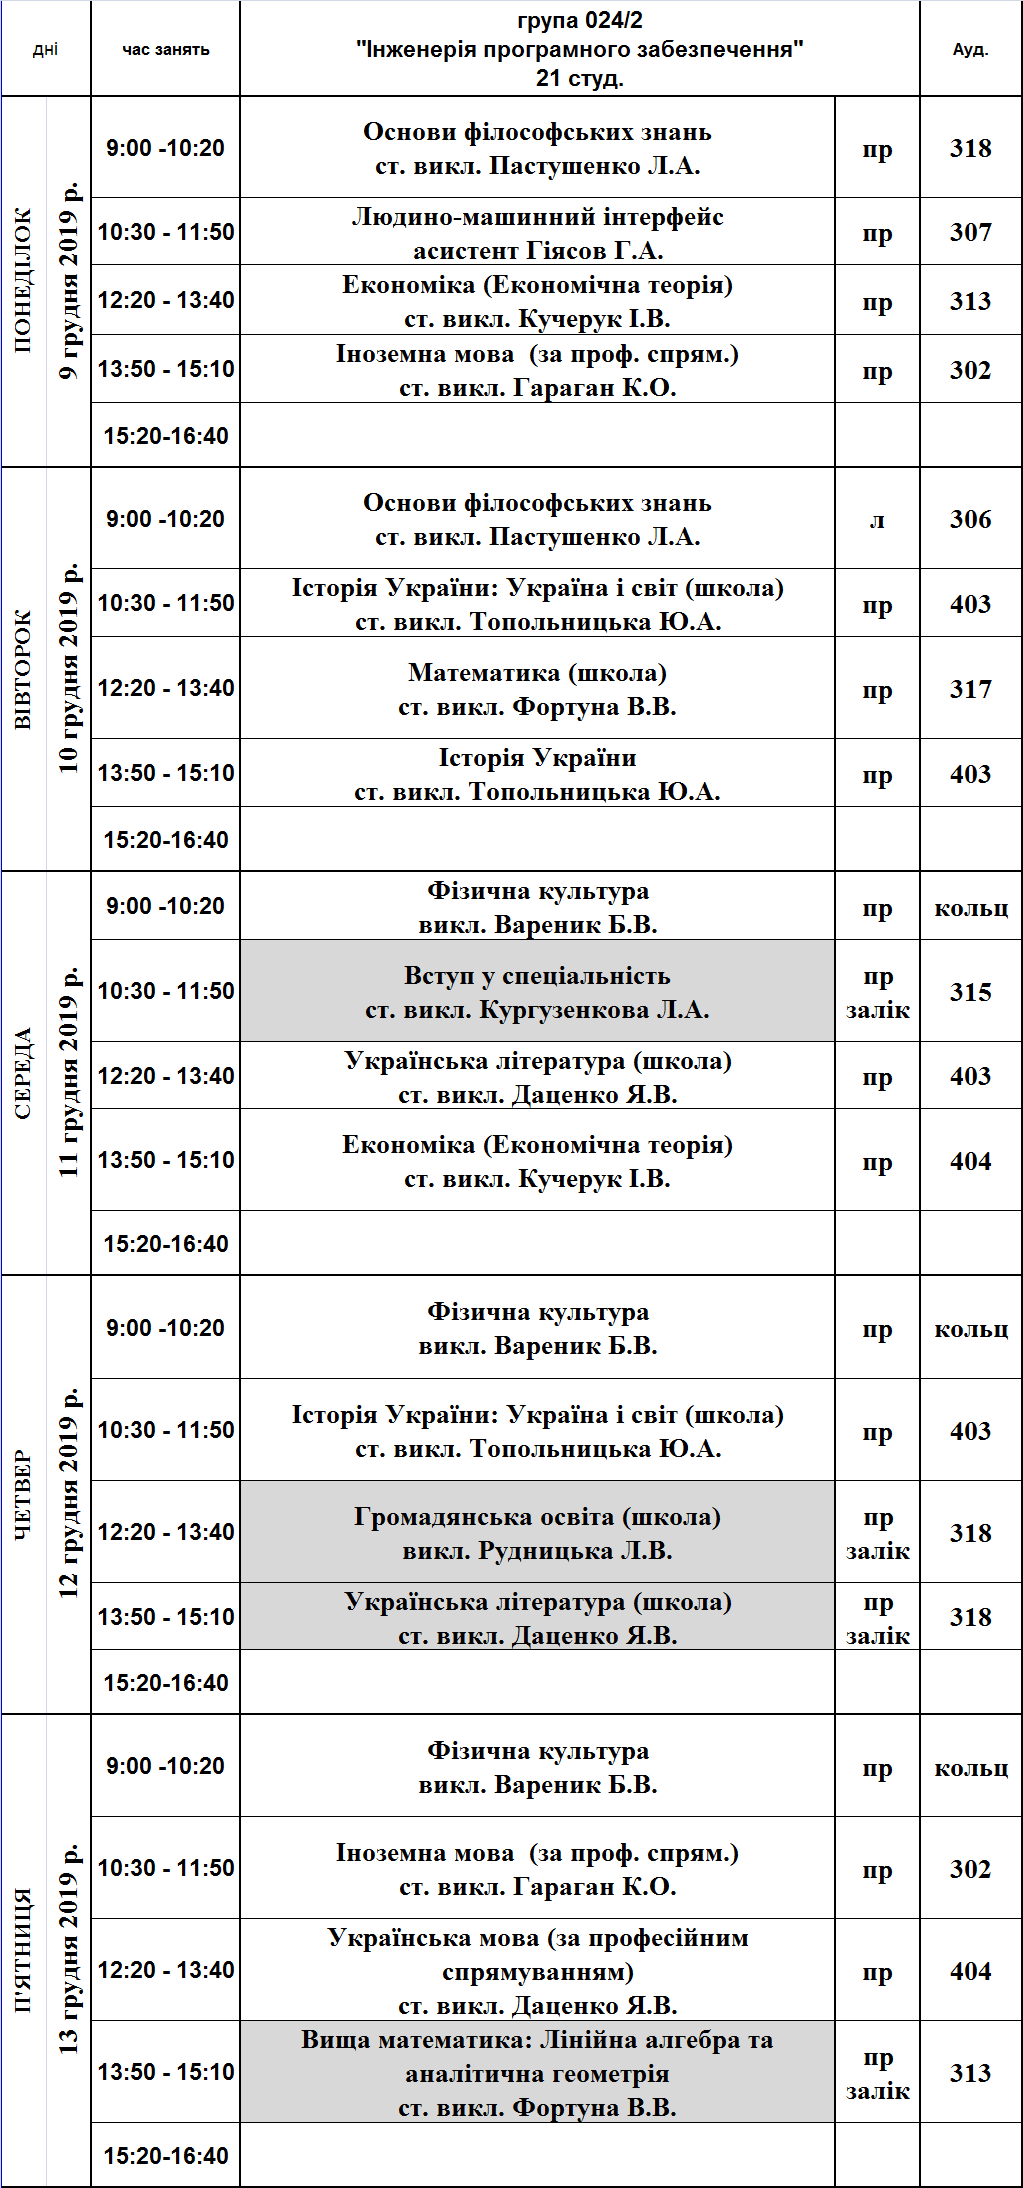 дні
час занять
група 024/2
"Інженерія програмного забезпечення"
21 студ.
Ауд.
ПОНЕДІЛОК
9 грудня 2019 р.
9:00 -10:20
Основи філософських знань
ст. викл. Пастушенко Л.А.
пр
318
10:30 - 11:50
Людино-машинний інтерфейс
асистент Гіясов Г.А.
пр
307
12:20 - 13:40
Економіка (Економічна теорія)
ст. викл. Кучерук І.В.
пр
313
13:50 - 15:10
Іноземна мова  (за проф. спрям.)
ст. викл. Гараган К.О.
пр
302
15:20-16:40
ВІВТОРОК
10 грудня 2019 р.
9:00 -10:20
Основи філософських знань
ст. викл. Пастушенко Л.А.
л
306
10:30 - 11:50
Історія України: Україна і світ (школа)
ст. викл. Топольницька Ю.А.
пр
403
12:20 - 13:40
Математика (школа)
ст. викл. Фортуна В.В.
пр
317
13:50 - 15:10
Історія України
ст. викл. Топольницька Ю.А.
пр
403
15:20-16:40
СЕРЕДА
11 грудня 2019 р.
9:00 -10:20
Фізична культура
викл. Вареник Б.В.
пр
кольц
10:30 - 11:50
Вступ у спеціальність
ст. викл. Кургузенкова Л.А.
пр
залік
315
12:20 - 13:40
Українська література (школа)
ст. викл. Даценко Я.В.
пр
403
13:50 - 15:10
Економіка (Економічна теорія)
ст. викл. Кучерук І.В.
пр
404
15:20-16:40
ЧЕТВЕР
12 грудня 2019 р.
9:00 -10:20
Фізична культура
викл. Вареник Б.В.
пр
кольц
10:30 - 11:50
Історія України: Україна і світ (школа)
ст. викл. Топольницька Ю.А.
пр
403
12:20 - 13:40
Громадянська освіта (школа)
викл. Рудницька Л.В.
пр
залік
318
13:50 - 15:10
Українська література (школа)
ст. викл. Даценко Я.В.
пр
залік
318
15:20-16:40
П'ЯТНИЦЯ
13 грудня 2019 р.
9:00 -10:20
Фізична культура
викл. Вареник Б.В.
пр
кольц
10:30 - 11:50
Іноземна мова  (за проф. спрям.)
ст. викл. Гараган К.О.
пр
302
12:20 - 13:40
Українська мова (за професійним
спрямуванням)
ст. викл. Даценко Я.В.
пр
404
13:50 - 15:10
Вища математика: Лінійна алгебра та
аналітична геометрія
ст. викл. Фортуна В.В.
пр
залік
313
15:20-16:40